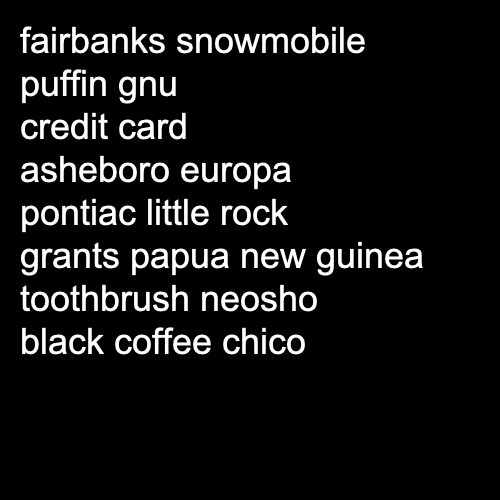 fairbanks snowmobile
puffin gnu
credit card
asheboro europa
pontiac little rock
grants papua new guinea
toothbrush neosho
black coffee chico